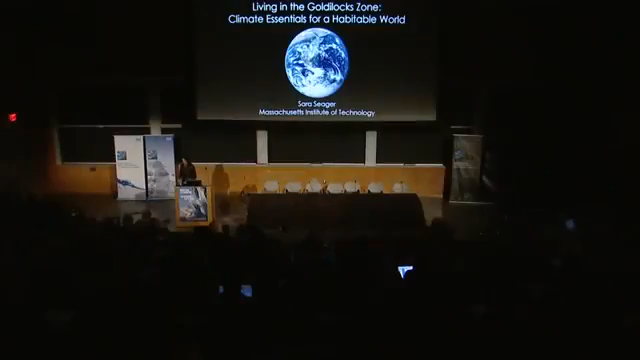 Living in the Goldilocks Zone:
Climate Essentials for a Habitable World
Sara Seager
Massachusetts Institute of Technology